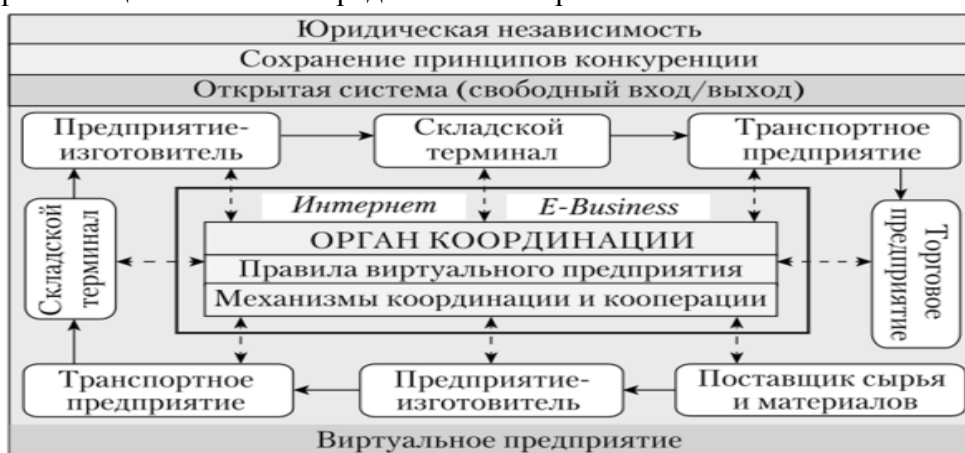 Юридическая независимость
Сохранение принципов конкуренции
Открытая система (свободный вход/выход)
Предприятие-
изготовитель
Складской
терминал
Транспортное
предприятие
Интернет
E-Business
ОРГАН КООРДИНАЦИИ
Правила виртуального предприятия
Механизмы координации и кооперации
Складской
терминал
Торговое
предприятие
Транспортное
предприятие
Предприятие-
изготовитель
Поставщик сырья
и материалов
Виртуальное предприятие